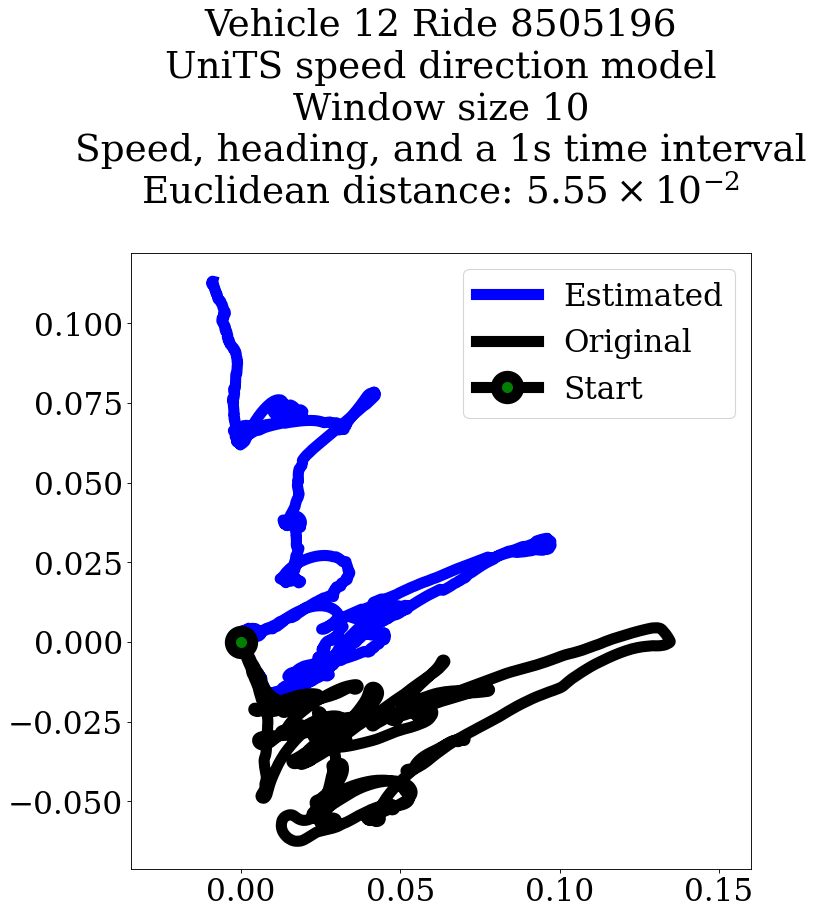 Vehicle 12 Ride 8505196
UniTS speed direction model
Window size 10
Speed, heading, and a 1s time interval
Euclidean distance: 5.55 × 10⁻²
Estimated
Original
Start
0.100
0.075
0.050
0.025
0.000
−0.025
−0.050
0.00 0.05 0.10 0.15